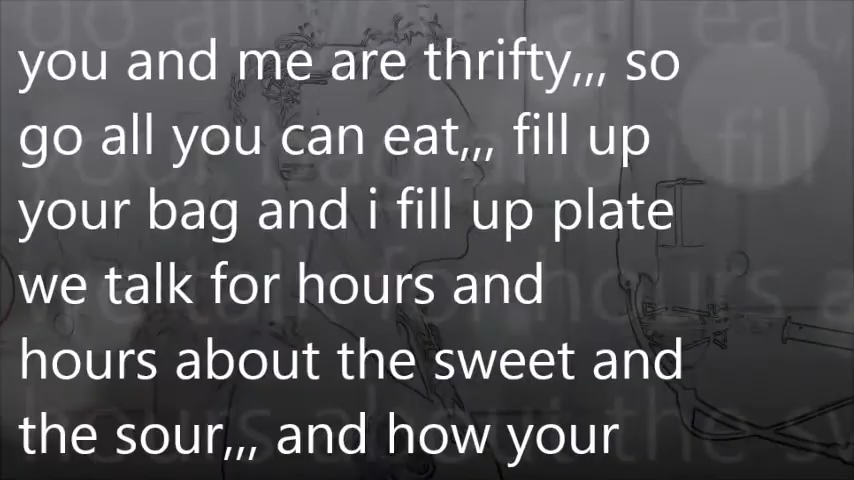 you and me are thrifty,,, so
go all you can eat,,, fill up
your bag and i fill up plate
we talk for hours and
hours about the sweet and
the sour,,, and how your